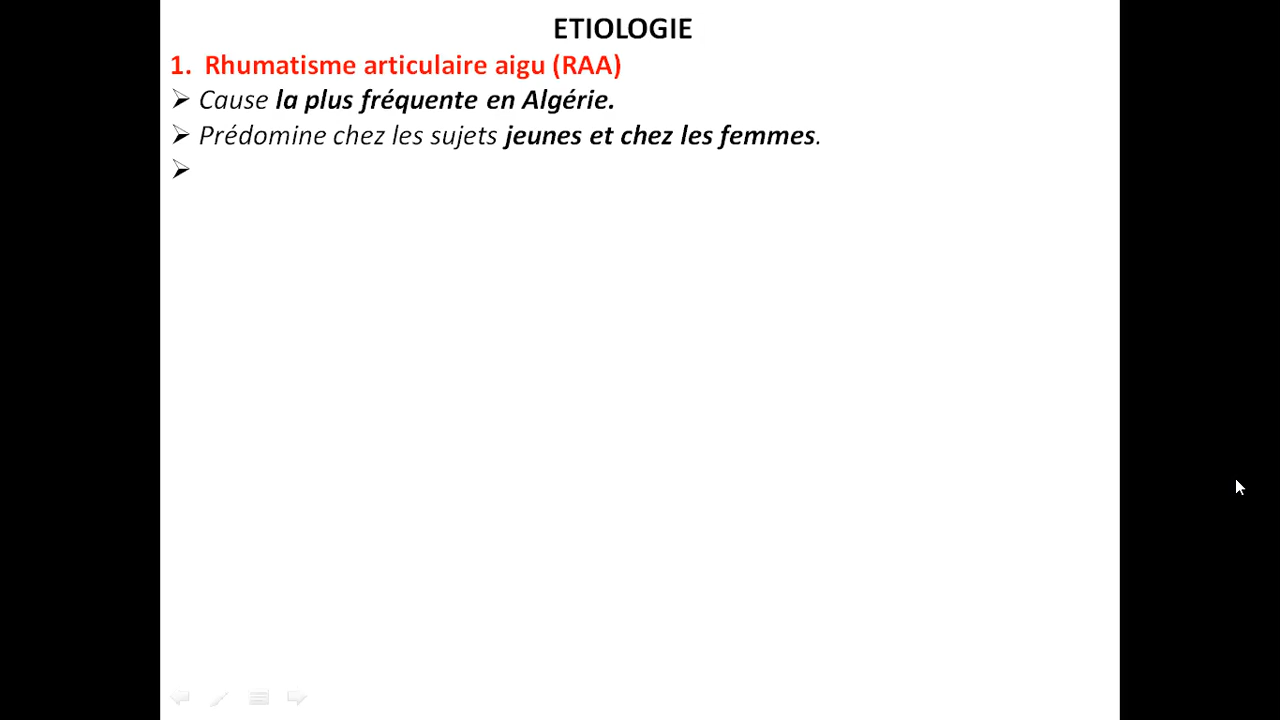 ETIOLOGIE
1. Rhumatisme articulaire aigu (RAA)
➢ Cause la plus fréquente en Algérie.
➢ Prédomine chez les sujets jeunes et chez les femmes.
➢